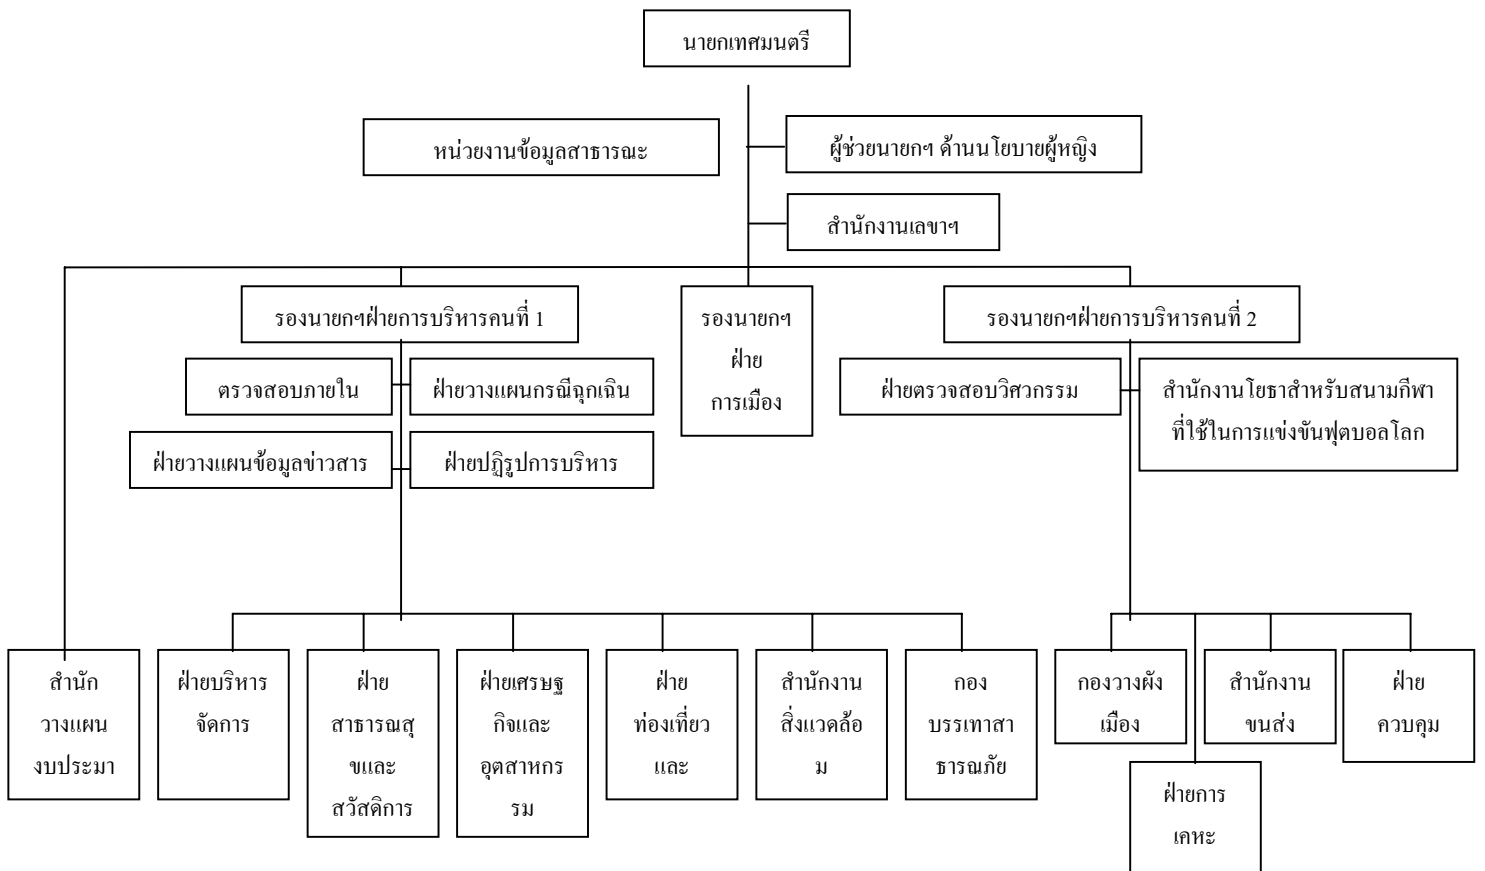 นายกเทศมนตรี
หน่วยงานข้อมูลสาธารณะ
ผู้ช่วยนายกฯ ด้านนโยบายผู้หญิง
สำนักงานเลขาฯ
รองนายกฯฝ่ายการบริหารคนที่ 1
รองนายกฯ
ฝ่าย
การเมือง
รองนายกฯฝ่ายการบริหารคนที่ 2
ตรวจสอบภายใน
ฝ่ายวางแผนกรณีฉุกเฉิน
ฝ่ายตรวจสอบวิศวกรรม
สำนักงานโยธาสำหรับสนามกีฬา
ที่ใช้ในการแข่งขันฟุตบอลโลก
ฝ่ายวางแผนข้อมูลข่าวสาร
ฝ่ายปฏิรูปการบริหาร
สำนัก
วางแผน
งบประมา
ฝ่ายบริหาร
จัดการ
ฝ่าย
สาธารณสุ
ขและ
สวัสดิการ
ฝ่ายเศรษฐ
กิจและ
อุตสาหกร
รม
ฝ่าย
ท่องเที่ยว
และ
สำนักงาน
สิ่งแวดล้อ
ม
กอง
บรรเทาสา
ธารณภัย
กองวางผัง
เมือง
ฝ่ายการ
เคหะ
สำนักงาน
ขนส่ง
ฝ่าย
ควบคุม